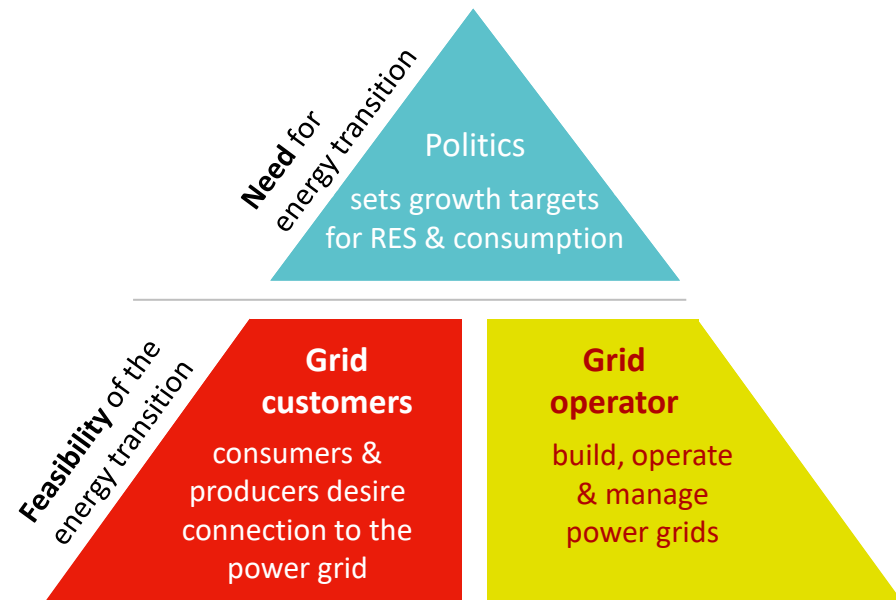 Need for
energy transition
Politics
sets growth targets
for RES & consumption
Feasibility of the
energy transition
Grid
customers
consumers &
producers desire
connection to the
power grid
Grid
operator
build, operate
& manage
power grids